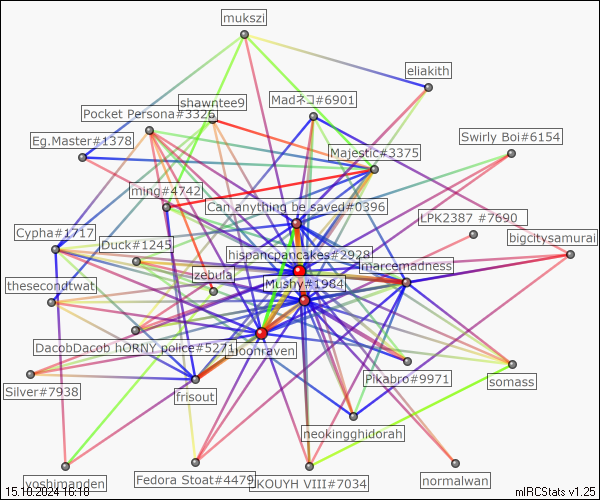 mukszi
eliakith
shawntee9
Madネコ#6901
Pocket Persona#3326
Eg.Master#1378
Swirly Boi#6154
Majestic#3375
ming#4742
Can anything be saved#0396
LPK2387 #7690
Cypha#1717
Duck#1245
bigcitysamurai
hispancpancakes#2928
marcemadness
zebula
Mushy#1984
thesecondtwat
DacobDacob hORNY police#5271
moonraven
Pikabro#9971
somass
Silver#7938
frisout
neokingghidorah
yoshimanden
Fedora Stoat#4479
KOUYH VIII#7034
normalwan
15.10.2024 16:18
mIRCStats v1.25